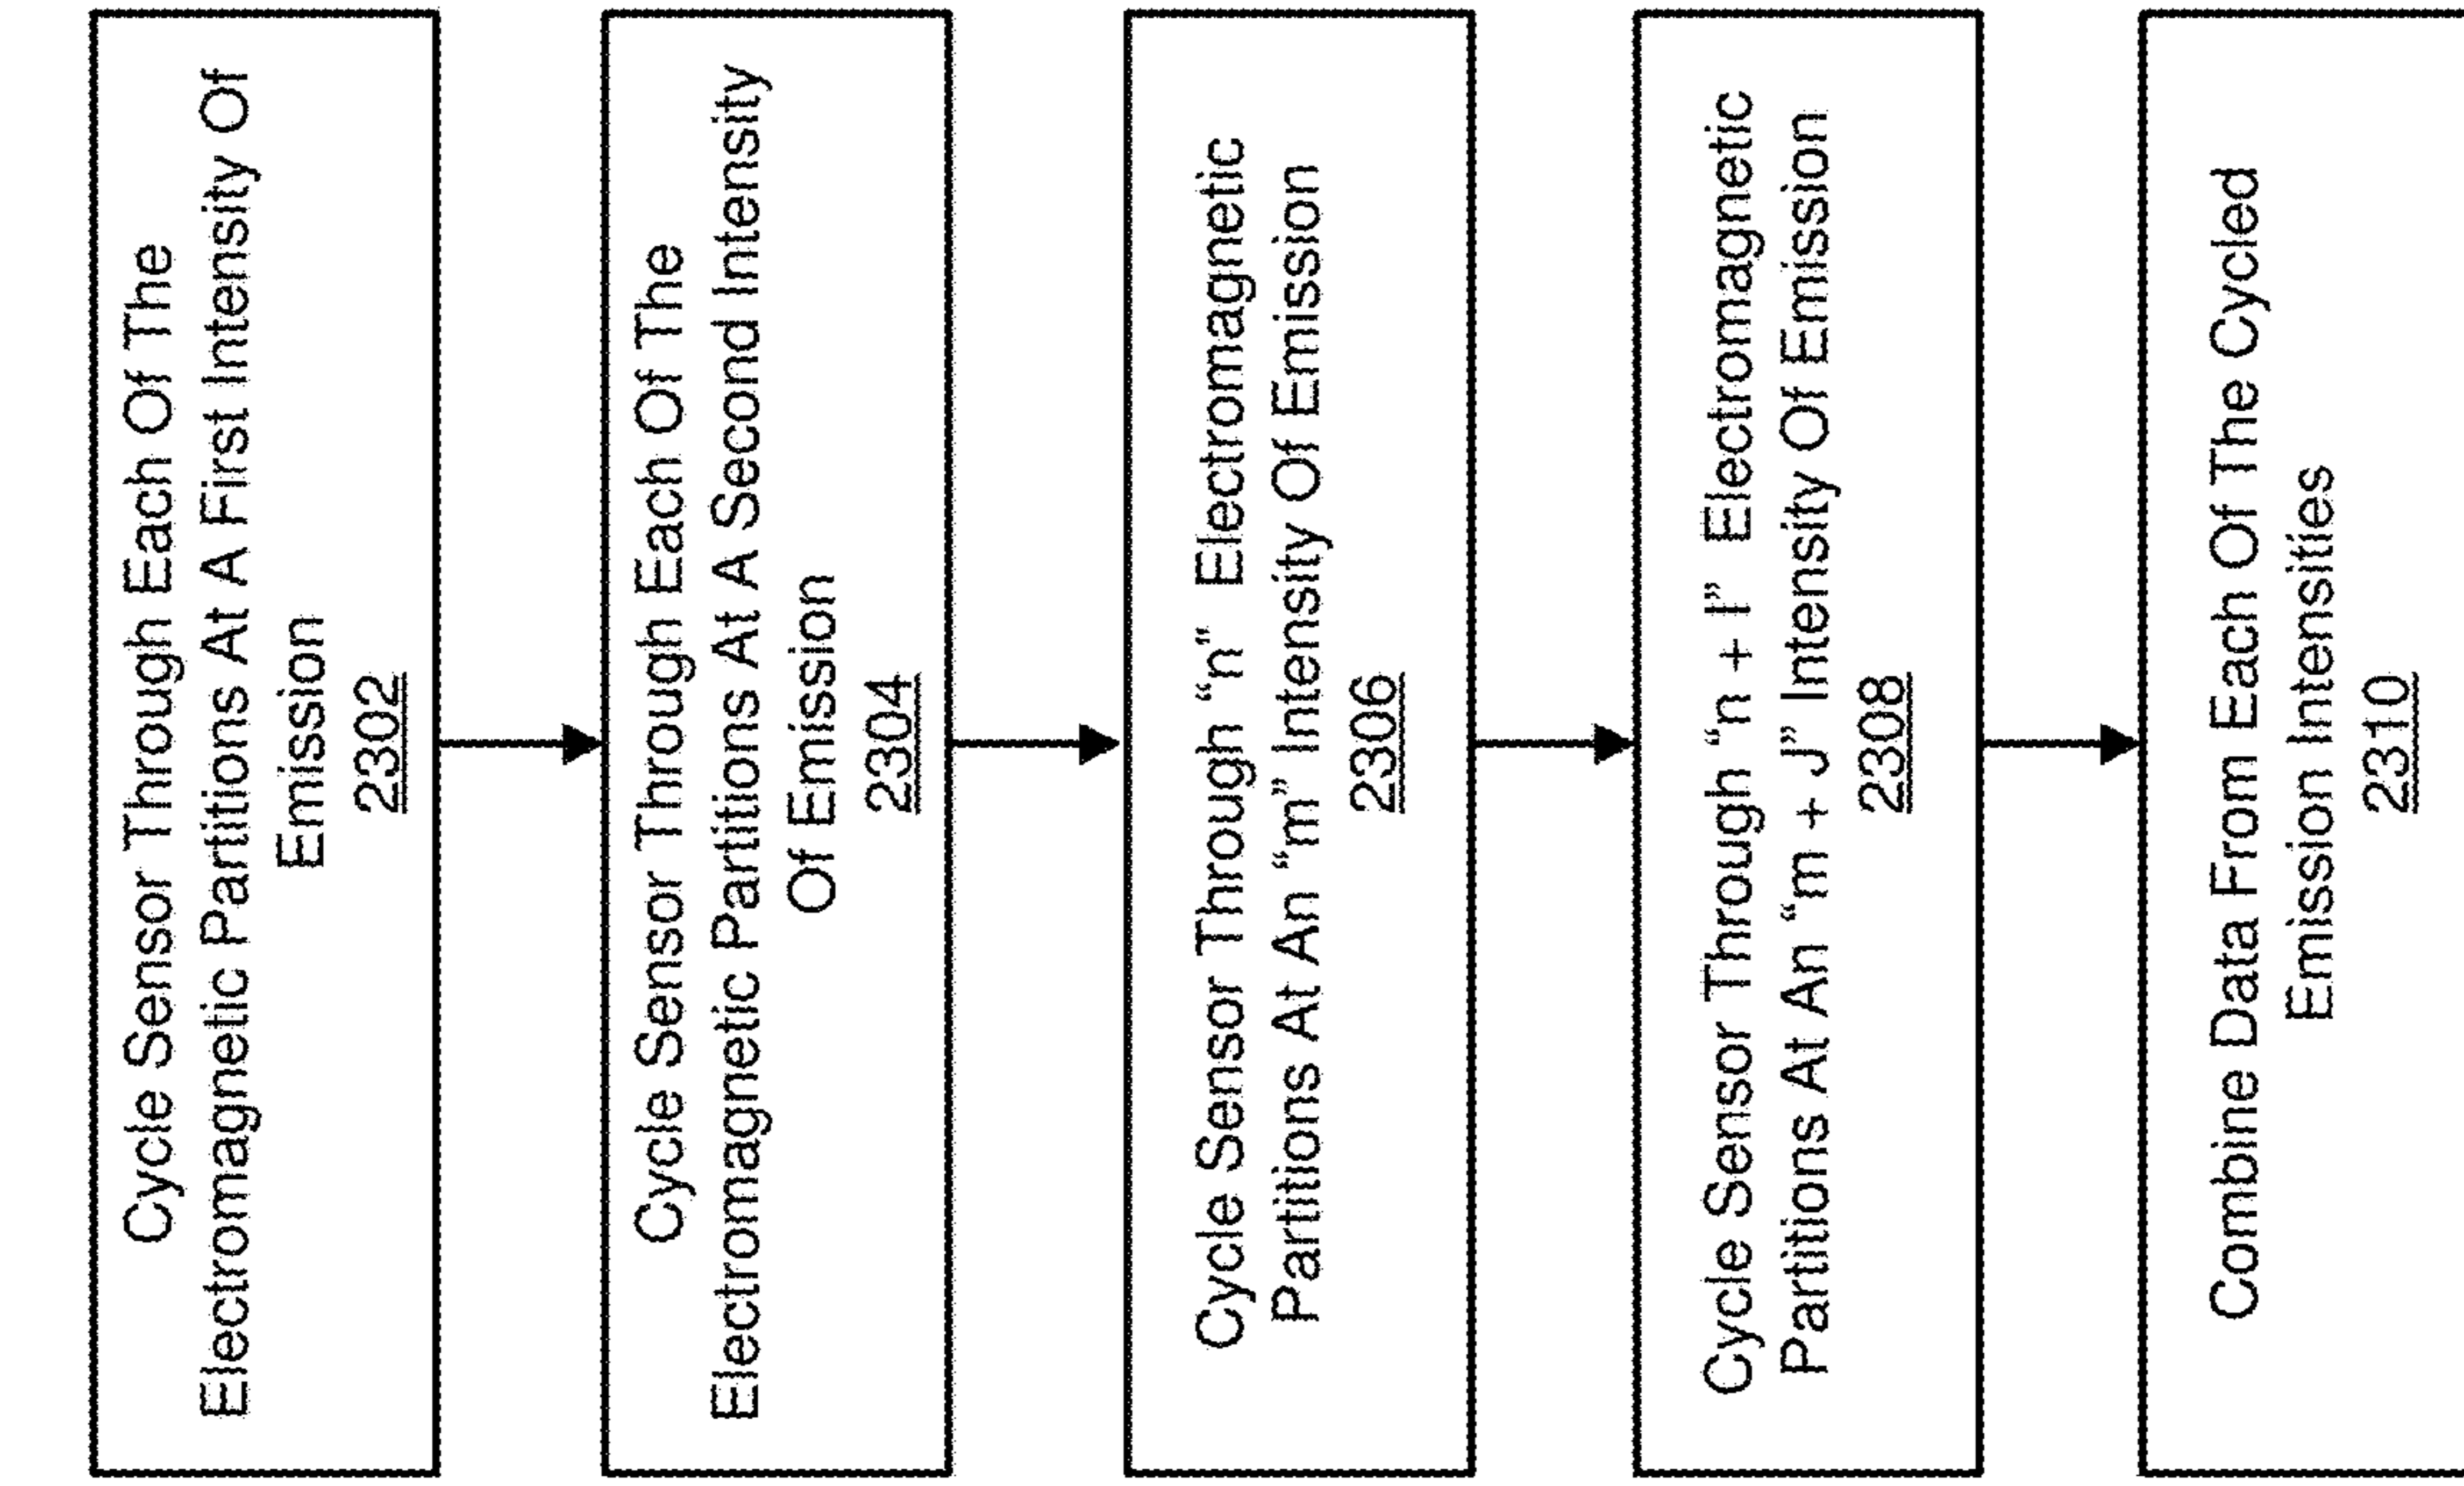 Cycle Sensor Through Each Of The
Electromagnetic Partitions At A First Intensity Of
Emission
2302
Cycle Sensor Through Each Of The
Electromagnetic Partitions At A Second Intensity
Of Emission
2304
Cycle Sensor Through “n” Electromagnetic
Partitions At An “m” Intensity Of Emission
2306
Cycle Sensor Through “n + I” Electromagnetic
Partitions At An “m + J” Intensity Of Emission
2308
Combine Data From Each Of The Cycled
Emission Intensities
2310